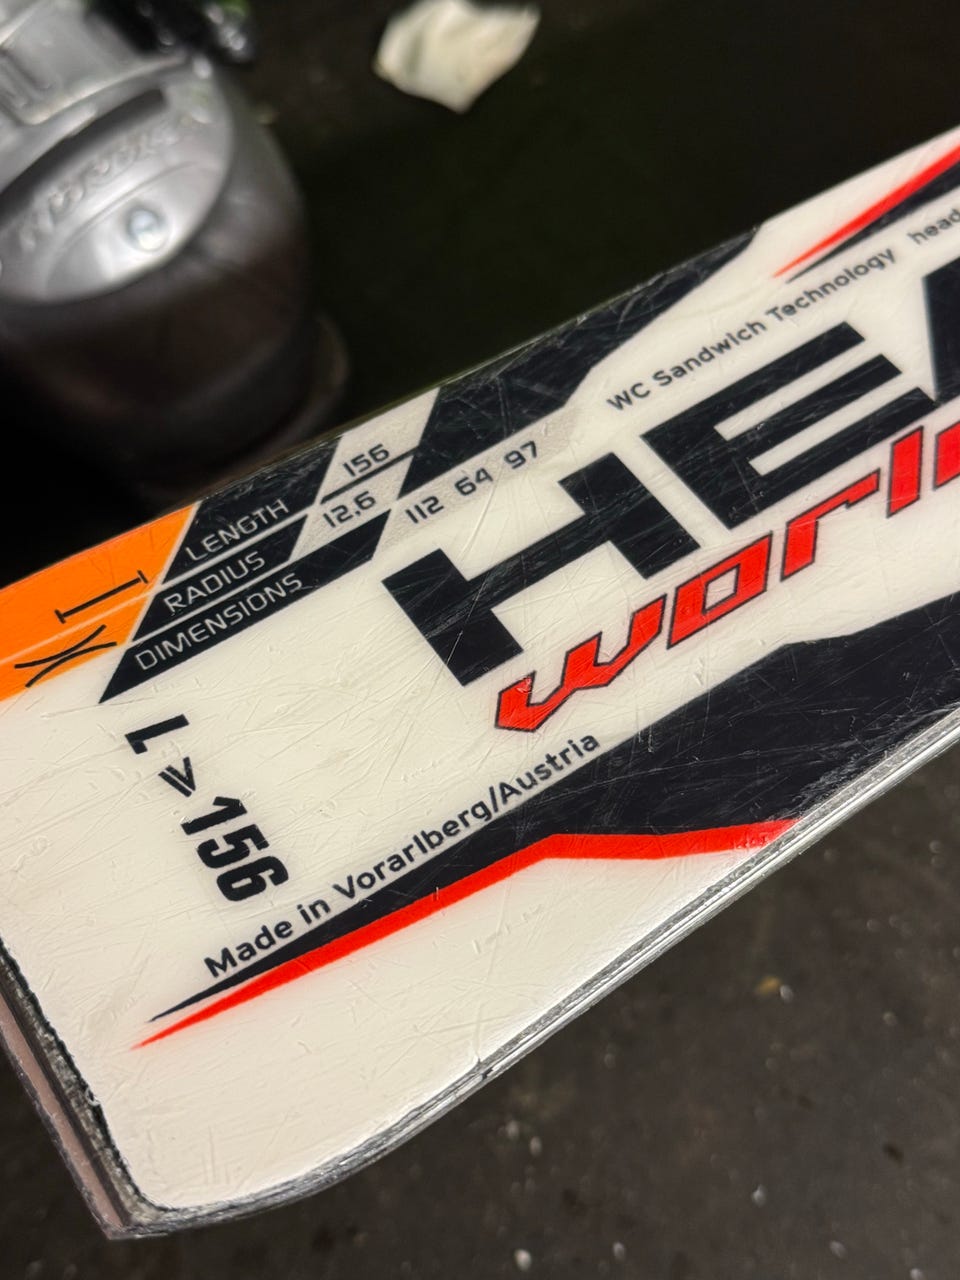 WC Sandwich Technology head
HEA
worl
LENGTH 156
RADIUS 12,6
DIMENSIONS 112 64 97
L ≥ 156
Made in Vorarlberg/Austria